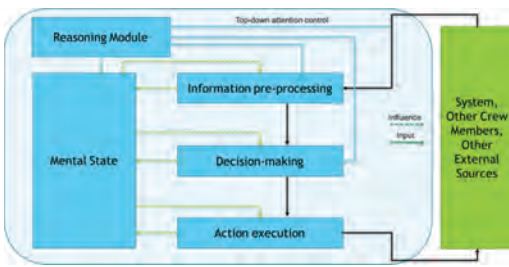 Top-down attention control
Reasoning Module
Information pre-processing
System,
Other Crew
Members,
Other
External
Sources
Influence
Input
Mental State
Decision-making
Action execution